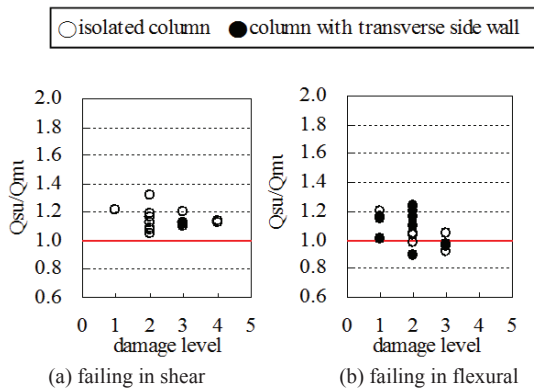 ○isolated column ●column with transverse side wall
2.0
1.8
1.6
1.4
1.2
1.0
0.8
0.6
Qsu/Qmu
0 1 2 3 4 5
damage level
(a) failing in shear
2.0
1.8
1.6
1.4
1.2
1.0
0.8
0.6
Qsu/Qmu
0 1 2 3 4 5
damage level
(b) failing in flexural